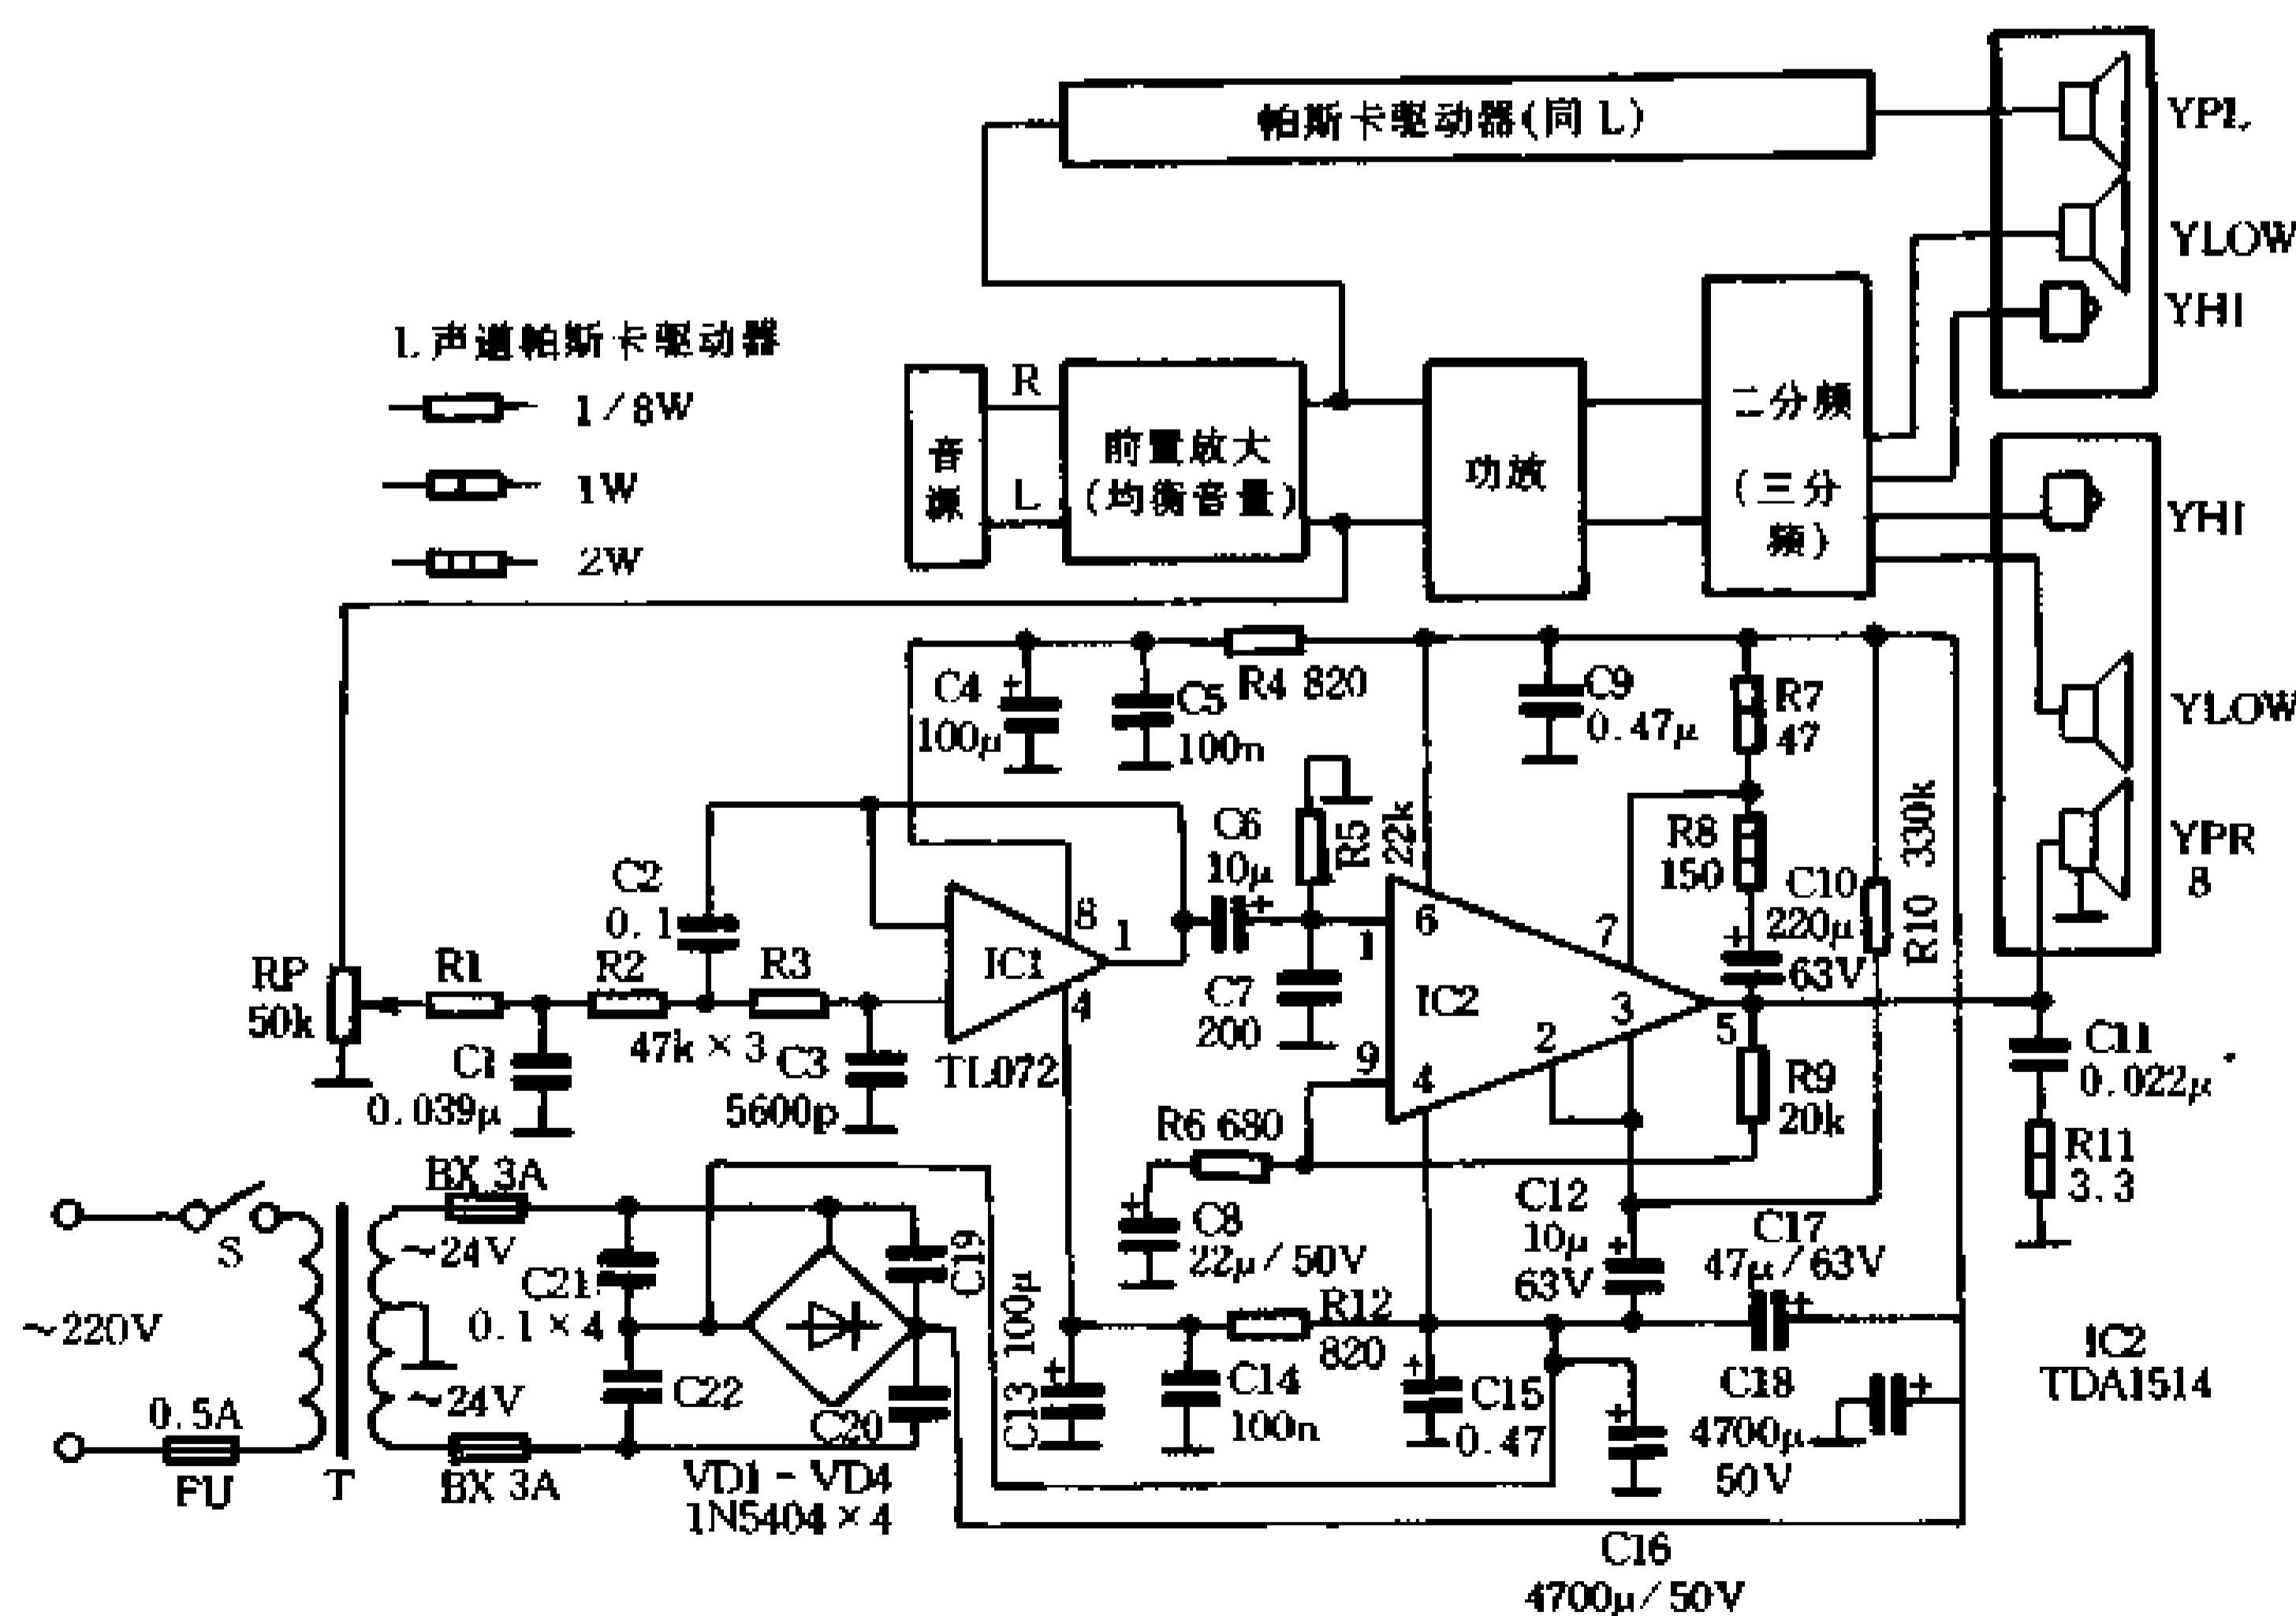 帕斯卡驱动器(同L)
YPL
YLOW
YHI
L声道帕斯卡驱动器
1/8W
1W
2W
音源
R
L
前置放大
(均衡音量)
功放
二分频
(三分
频)
YHI
YLOW
YPR
8
C4
100μ
C5
100n
R4 820
C9
0.47μ
R7
47
R8
150
C10
220μ
63V
R10 330k
C2
0.1
C6
10μ
R5
22k
RP
50k
R1
R2
R3
47k×3
C1
0.039μ
C3
5600p
IC1
8
1
4
TL072
C7
200
IC2
1
6
7
9
4
2
3
5
R9
20k
C11
0.022μ
R11
3.3
R6 680
C8
22μ/50V
C12
10μ
63V
C17
47μ/63V
BX 3A
S
~24V
~220V
C21
0.1×4
C19
C22
C20
~24V
0.5A
FU
T
BX 3A
VD1-VD4
1N5404×4
C13 100μ
C14
100n
R12
820
C15
0.47
C18
4700μ
50V
IC2
TDA1514
C16
4700μ/50V